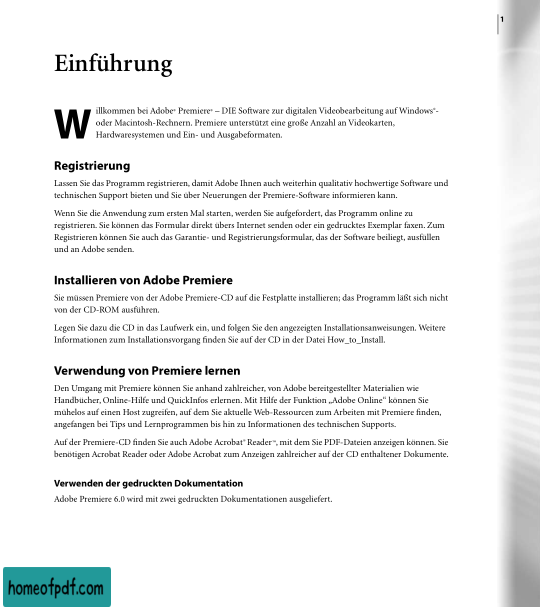 1
Einführung
Willkommen bei Adobe® Premiere® – DIE Software zur digitalen Videobearbeitung auf Windows®-
oder Macintosh-Rechnern. Premiere unterstützt eine große Anzahl an Videokarten,
Hardwaresystemen und Ein- und Ausgabeformaten.
Registrierung
Lassen Sie das Programm registrieren, damit Adobe Ihnen auch weiterhin qualitativ hochwertige Software und
technischen Support bieten und Sie über Neuerungen der Premiere-Software informieren kann.
Wenn Sie die Anwendung zum ersten Mal starten, werden Sie aufgefordert, das Programm online zu
registrieren. Sie können das Formular direkt übers Internet senden oder ein gedrucktes Exemplar faxen. Zum
Registrieren können Sie auch das Garantie- und Registrierungsformular, das der Software beiliegt, ausfüllen
und an Adobe senden.
Installieren von Adobe Premiere
Sie müssen Premiere von der Adobe Premiere-CD auf die Festplatte installieren; das Programm läßt sich nicht
von der CD-ROM ausführen.
Legen Sie dazu die CD in das Laufwerk ein, und folgen Sie den angezeigten Installationsanweisungen. Weitere
Informationen zum Installationsvorgang finden Sie auf der CD in der Datei How_to_Install.
Verwendung von Premiere lernen
Den Umgang mit Premiere können Sie anhand zahlreicher, von Adobe bereitgestellter Materialien wie
Handbücher, Online-Hilfe und QuickInfos erlernen. Mit Hilfe der Funktion „Adobe Online“ können Sie
mühelos auf einen Host zugreifen, auf dem Sie aktuelle Web-Ressourcen zum Arbeiten mit Premiere finden,
angefangen bei Tips und Lernprogrammen bis hin zu Informationen des technischen Supports.
Auf der Premiere-CD finden Sie auch Adobe Acrobat® Reader™, mit dem Sie PDF-Dateien anzeigen können. Sie
benötigen Acrobat Reader oder Adobe Acrobat zum Anzeigen zahlreicher auf der CD enthaltener Dokumente.
Verwenden der gedruckten Dokumentation
Adobe Premiere 6.0 wird mit zwei gedruckten Dokumentationen ausgeliefert.
homeofpdf.com